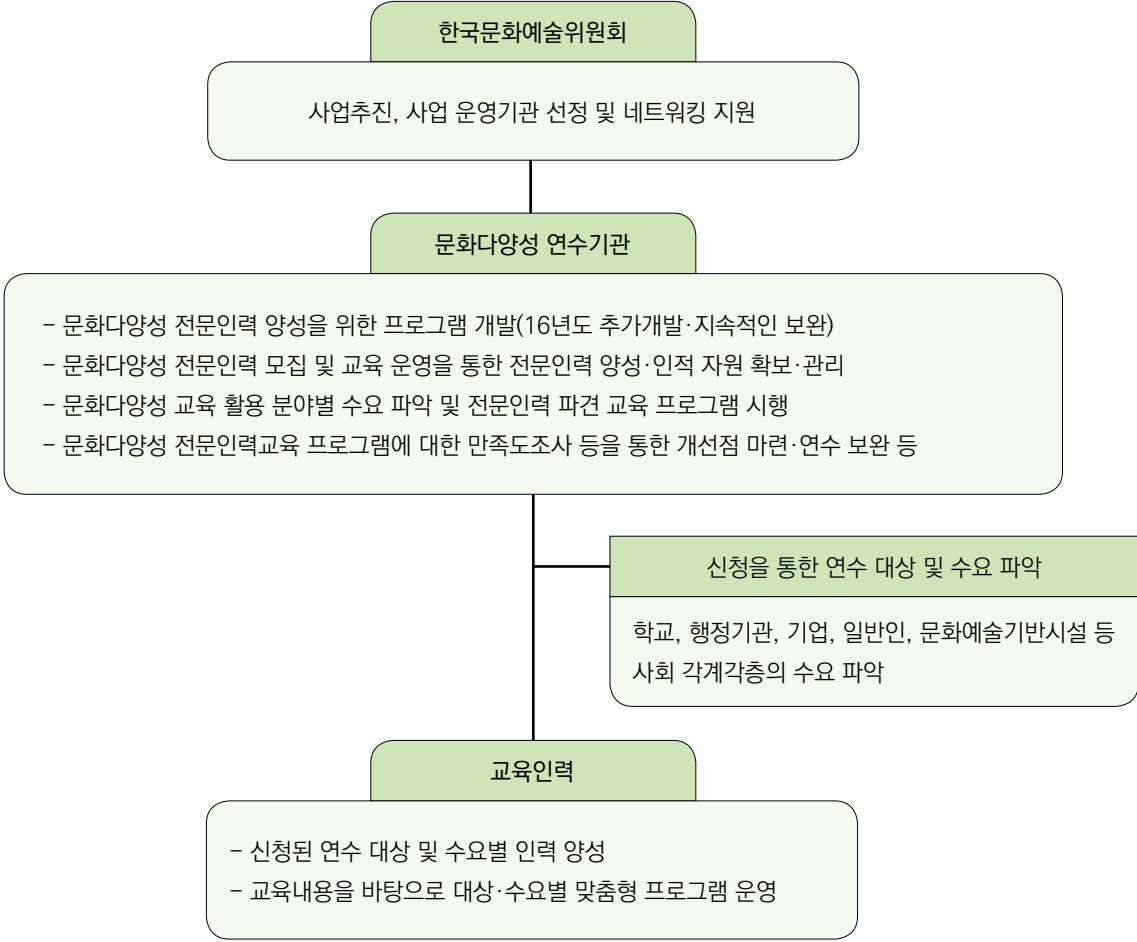 한국문화예술위원회
사업추진, 사업 운영기관 선정 및 네트워킹 지원
문화다양성 연수기관
- 문화다양성 전문인력 양성을 위한 프로그램 개발(16년도 추가개발·지속적인 보완)
- 문화다양성 전문인력 모집 및 교육 운영을 통한 전문인력 양성·인적 자원 확보·관리
- 문화다양성 교육 활용 분야별 수요 파악 및 전문인력 파견 교육 프로그램 시행
- 문화다양성 전문인력교육 프로그램에 대한 만족도조사 등을 통한 개선점 마련·연수 보완 등
신청을 통한 연수 대상 및 수요 파악
학교, 행정기관, 기업, 일반인, 문화예술기반시설 등
사회 각계각층의 수요 파악
교육인력
- 신청된 연수 대상 및 수요별 인력 양성
- 교육내용을 바탕으로 대상·수요별 맞춤형 프로그램 운영